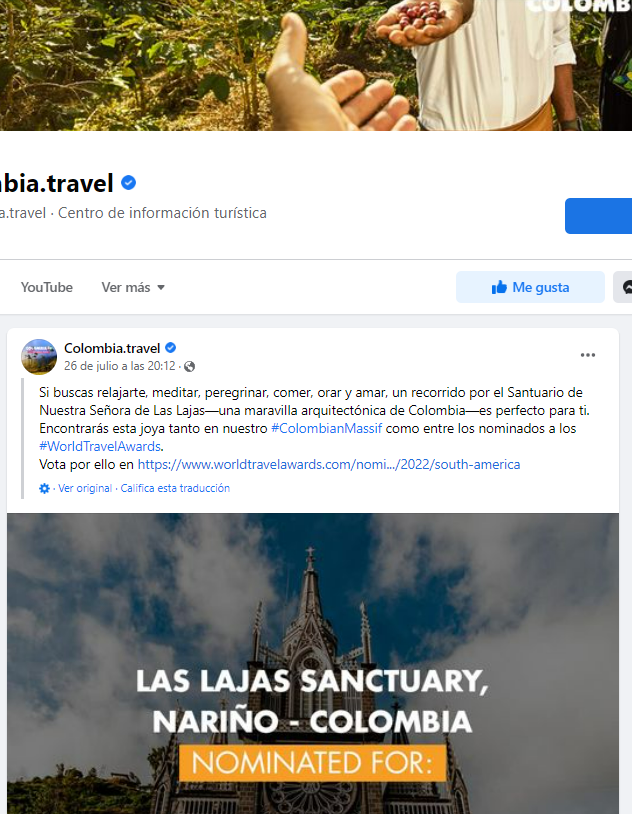 bia.travel
a.travel · Centro de información turística
YouTube
Ver más
Me gusta
Colombia.travel
26 de julio a las 20:12 ·
Si buscas relajarte, meditar, peregrinar, comer, orar y amar, un recorrido por el Santuario de
Nuestra Señora de Las Lajas—una maravilla arquitectónica de Colombia—es perfecto para ti.
Encontrarás esta joya tanto en nuestro #ColombianMassif como entre los nominados a los
#WorldTravelAwards.
Vota por ello en https://www.worldtravelawards.com/nomi.../2022/south-america
· Ver original · Califica esta traducción
LAS LAJAS SANCTUARY,
NARIÑO - COLOMBIA
NOMINATED FOR: